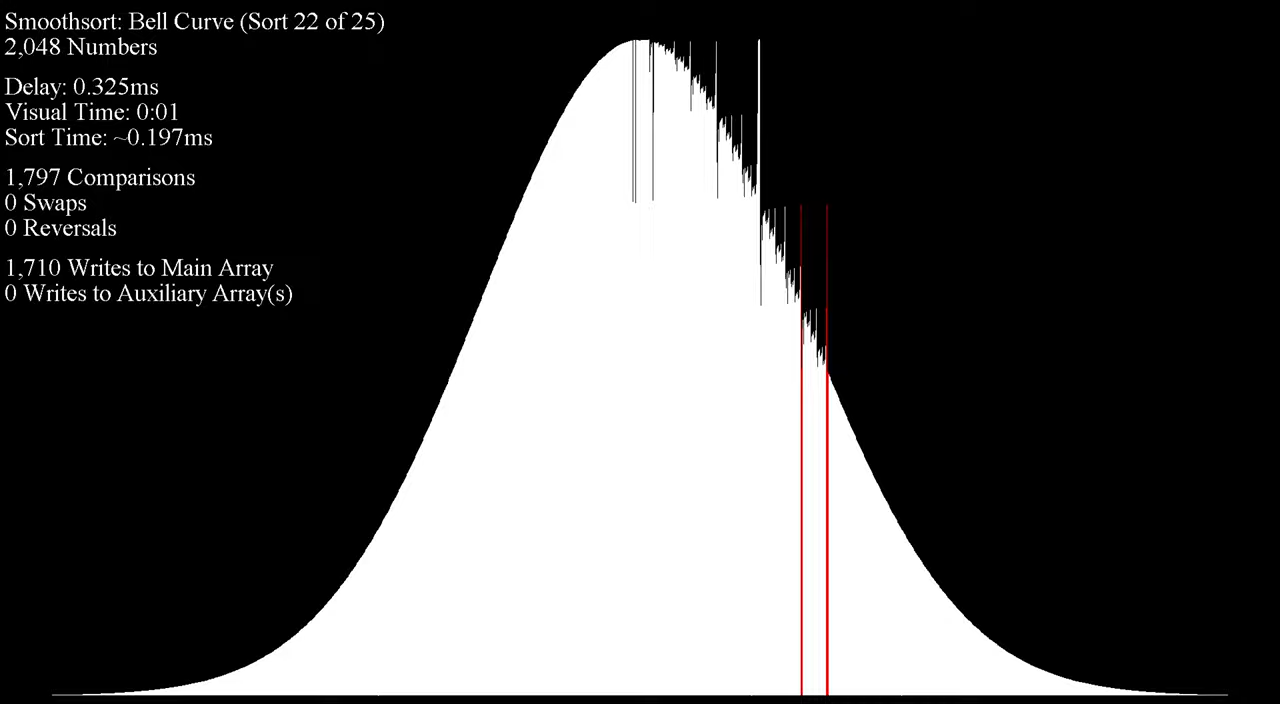 Smoothsort: Bell Curve (Sort 22 of 25)
2,048 Numbers
Delay: 0.325ms
Visual Time: 0:01
Sort Time: ~0.197ms
1,797 Comparisons
0 Swaps
0 Reversals
1,710 Writes to Main Array
0 Writes to Auxiliary Array(s)